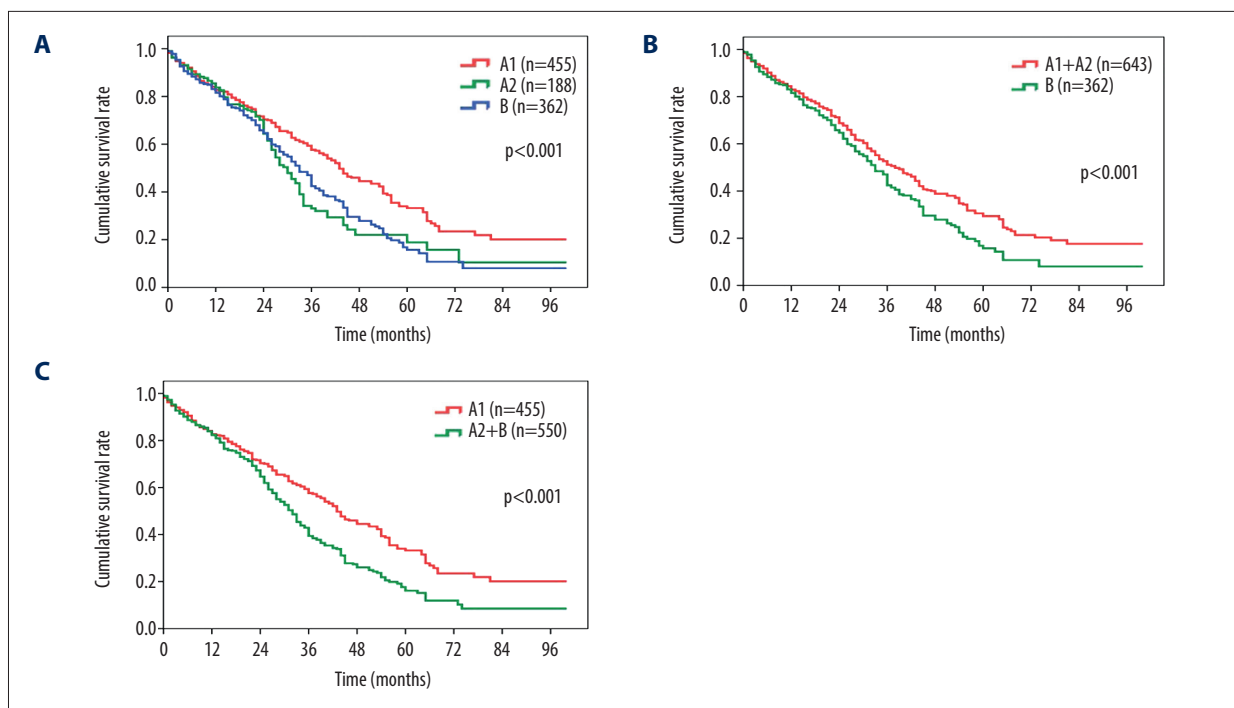 A
Cumulative survival rate
1.0
0.8
0.6
0.4
0.2
0.0
A1 (n=455)
A2 (n=188)
B (n=362)
p<0.001
0 12 24 36 48 60 72 84 96
Time (months)
B
Cumulative survival rate
1.0
0.8
0.6
0.4
0.2
0.0
A1+A2 (n=643)
B (n=362)
p<0.001
0 12 24 36 48 60 72 84 96
Time (months)
C
Cumulative survival rate
1.0
0.8
0.6
0.4
0.2
0.0
A1 (n=455)
A2+B (n=550)
p<0.001
0 12 24 36 48 60 72 84 96
Time (months)